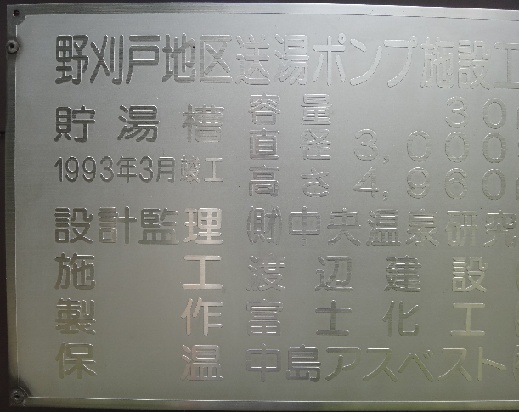 野刈戸地区送湯ポンプ施設工
貯湯槽 容量 30
1993年3月竣工 直径 3,600
高さ 4,960
設計監理 ㈶中央温泉研究
施工 渡辺建設
製作 富士化工
保温 中島アスベスト